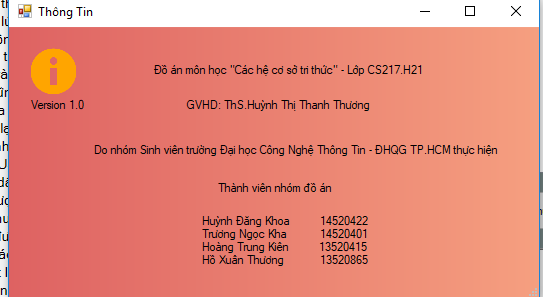 Thông Tin
Đồ án môn học "Các hệ cơ sở tri thức" - Lớp CS217.H21
Version 1.0
GVHD: ThS.Huỳnh Thị Thanh Thương
Do nhóm Sinh viên trường Đại học Công Nghệ Thông Tin - ĐHQG TP.HCM thực hiện
Thành viên nhóm đồ án
Huỳnh Đăng Khoa 14520422
Trương Ngọc Kha 14520401
Hoàng Trung Kiên 13520415
Hồ Xuân Thương 13520865